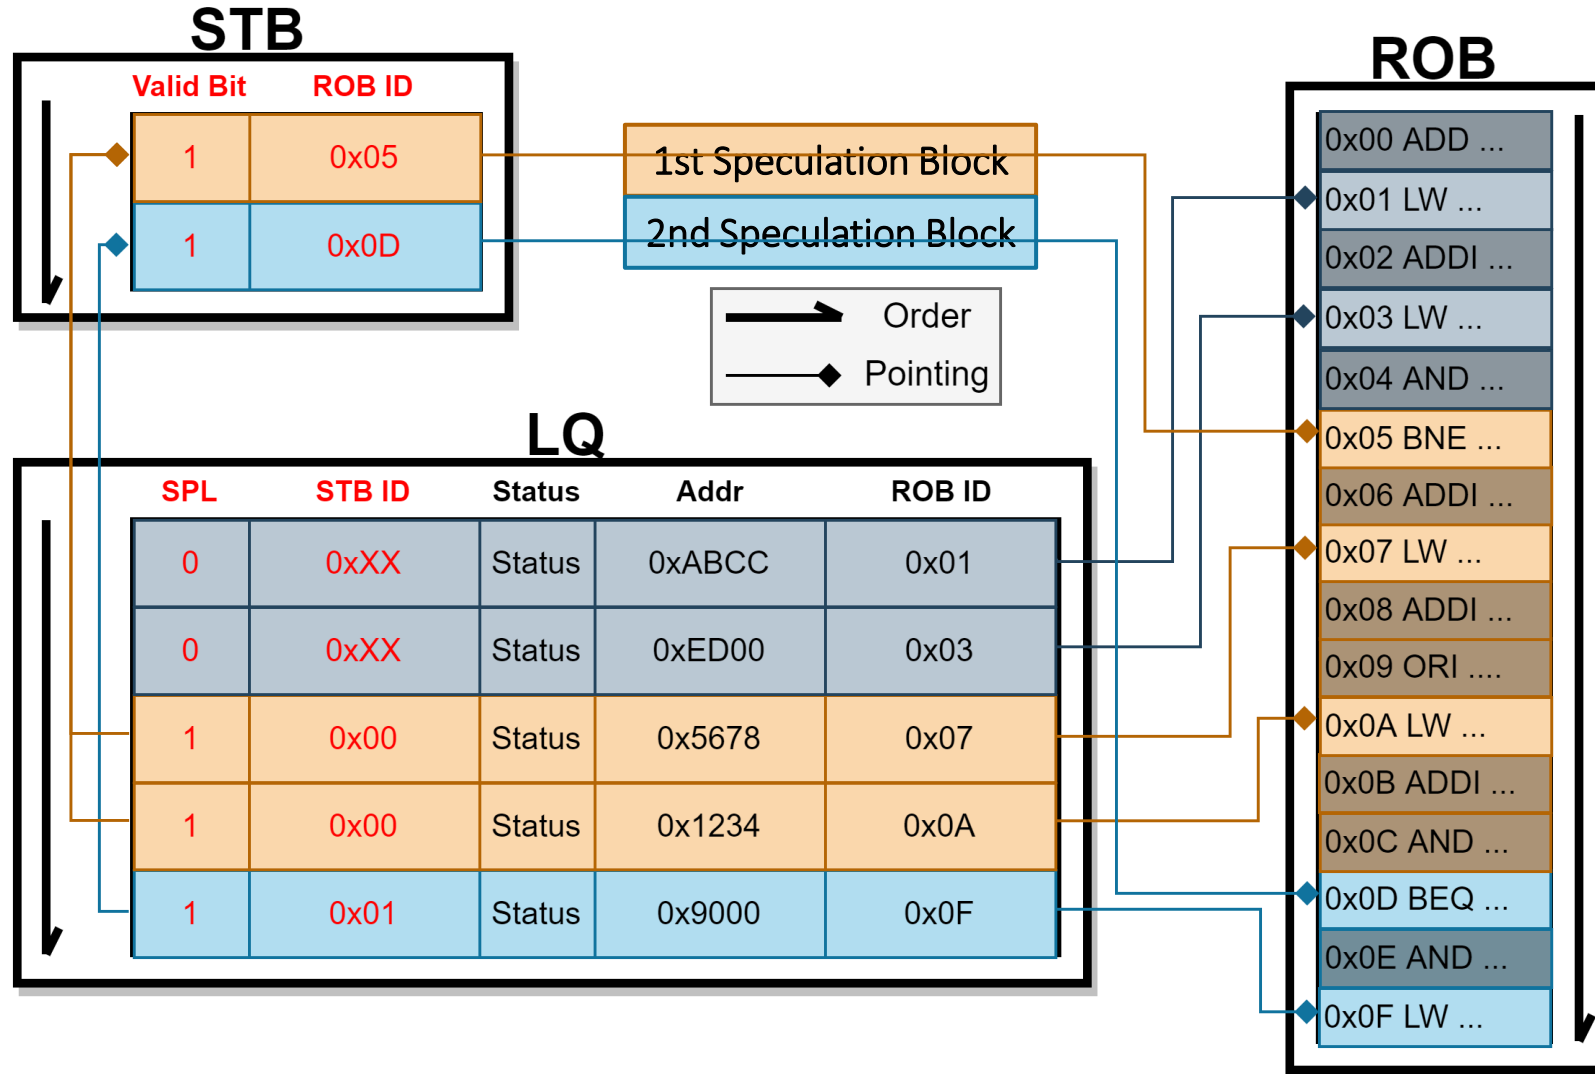 STB
Valid Bit ROB ID
1 0x05
1 0x0D
1st Speculation Block
2nd Speculation Block
Order
Pointing
LQ
SPL STB ID Status Addr ROB ID
0 0xXX Status 0xABCC 0x01
0 0xXX Status 0xED00 0x03
1 0x00 Status 0x5678 0x07
1 0x00 Status 0x1234 0x0A
1 0x01 Status 0x9000 0x0F
ROB
0x00 ADD ...
0x01 LW ...
0x02 ADDI ...
0x03 LW ...
0x04 AND ...
0x05 BNE ...
0x06 ADDI ...
0x07 LW ...
0x08 ADDI ...
0x09 ORI ....
0x0A LW ...
0x0B ADDI ...
0x0C AND ...
0x0D BEQ ...
0x0E AND ...
0x0F LW ...